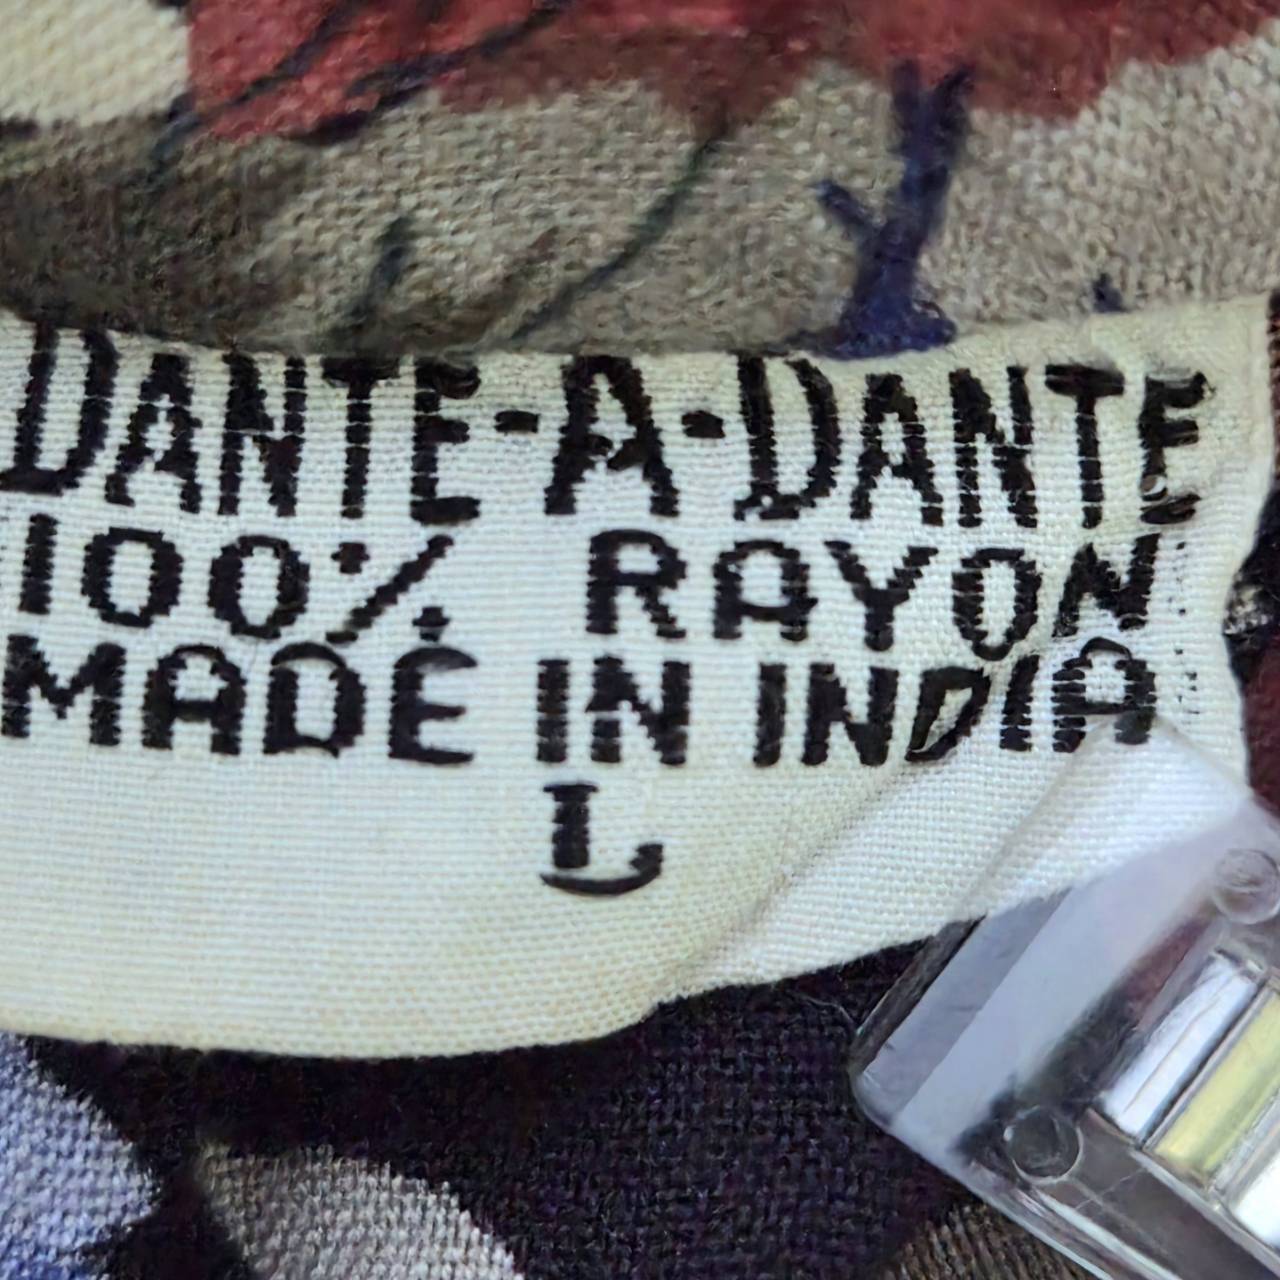 DANTE-A-DANTE
100% RAYON
MADE IN INDIA
L